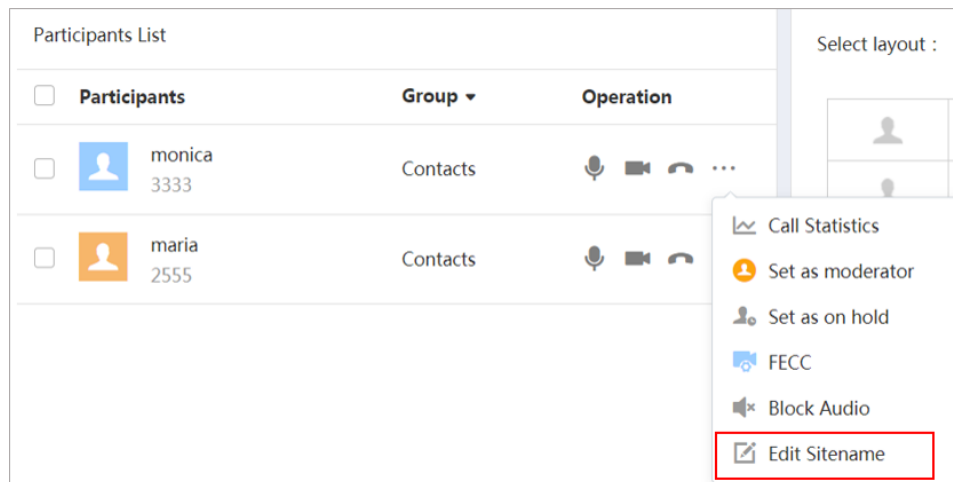 Participants List
Select layout :
Participants Group Operation
monica
3333
Contacts
maria
2555
Contacts
Call Statistics
Set as moderator
Set as on hold
FECC
Block Audio
Edit Sitename